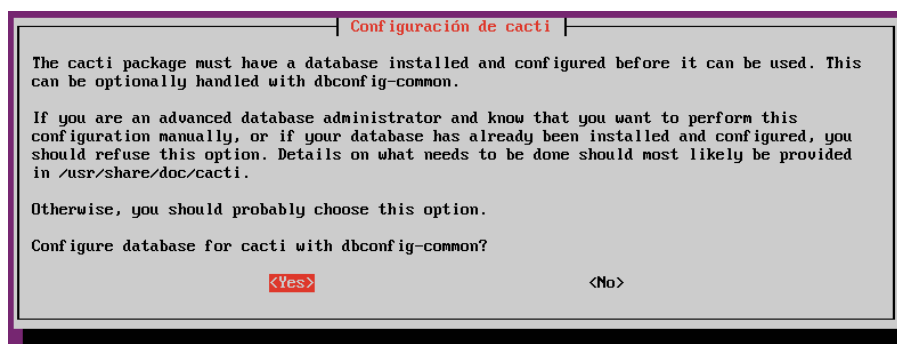 Configuración de cacti
The cacti package must have a database installed and configured before it can be used. This
can be optionally handled with dbconfig-common.
If you are an advanced database administrator and know that you want to perform this
configuration manually, or if your database has already been installed and configured, you
should refuse this option. Details on what needs to be done should most likely be provided
in /usr/share/doc/cacti.
Otherwise, you should probably choose this option.
Configure database for cacti with dbconfig-common?
<Yes> <No>